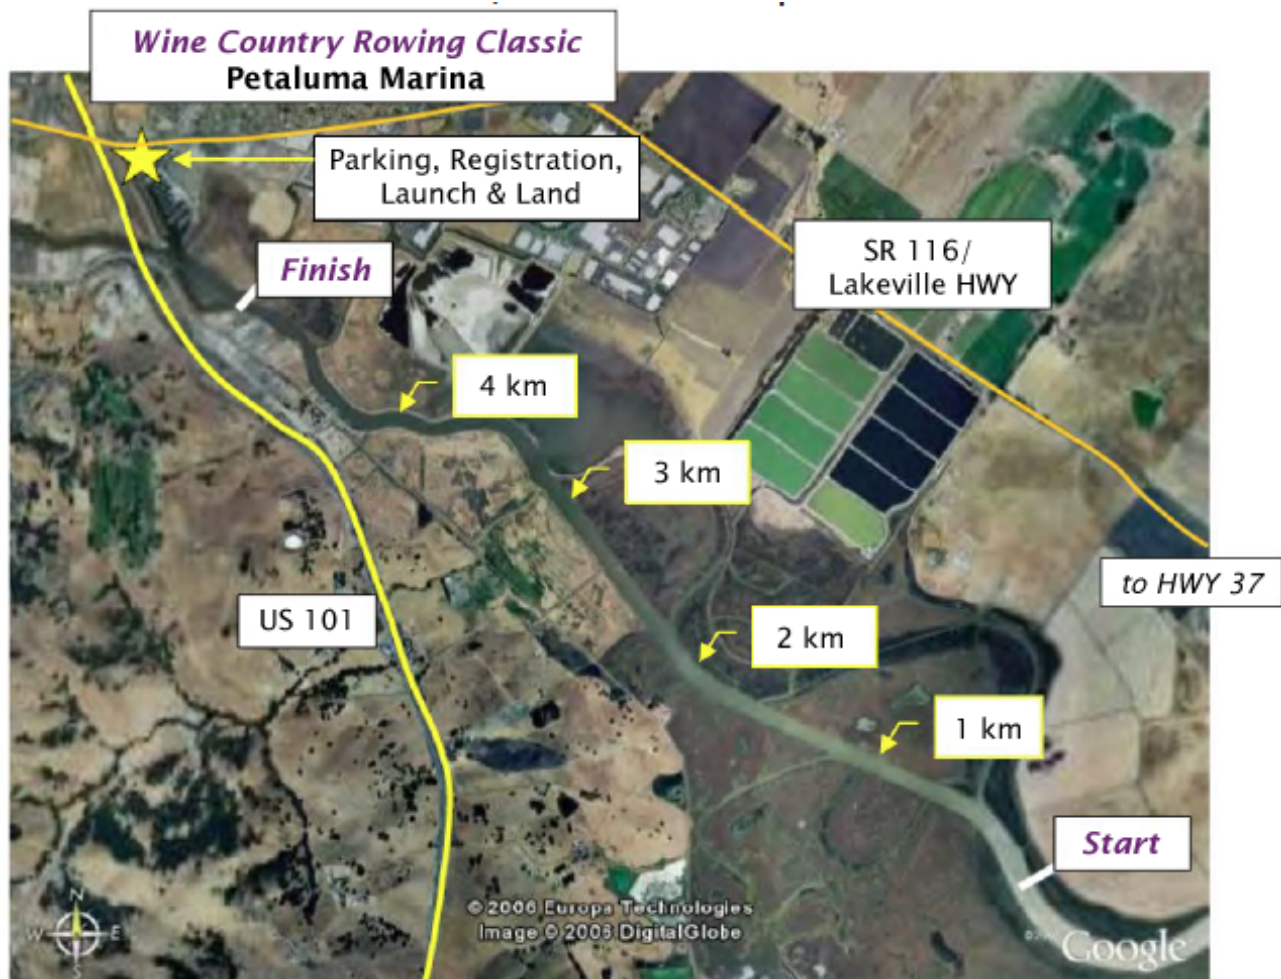 Wine Country Rowing Classic
Petaluma Marina
Parking, Registration,
Launch & Land
Finish
SR 116/
Lakeville HWY
4 km
3 km
to HWY 37
US 101
2 km
1 km
Start
N
W E
S
© 2006 Europa Technologies
Image © 2006 DigitalGlobe
Google